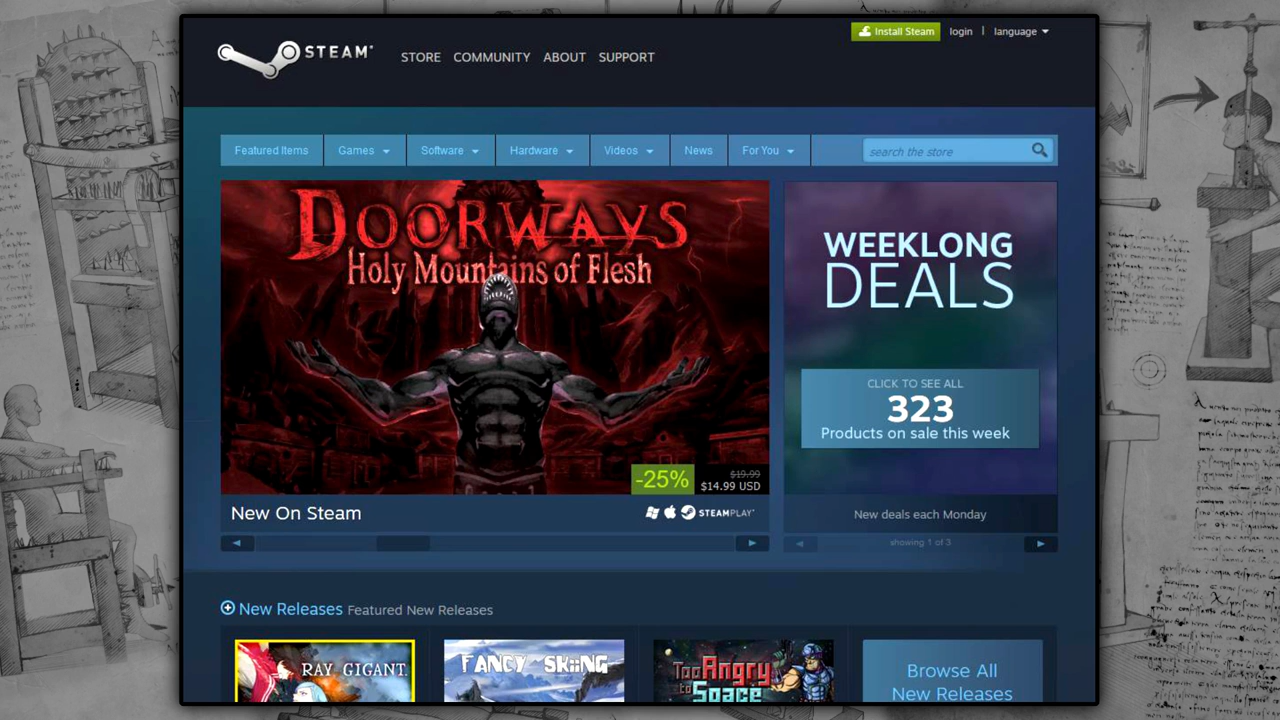 Install Steam login | language
STEAM®
STORE COMMUNITY ABOUT SUPPORT
Featured Items Games Software Hardware Videos News For You search the store
DOORWAYS
Holy Mountains of Flesh
-25% $19.99
$14.99 USD
New On Steam STEAMPLAY
WEEKLONG
DEALS
CLICK TO SEE ALL
323
Products on sale this week
New deals each Monday
showing 1 of 3
New Releases Featured New Releases
RAY GIGANT
FANCY SKiiNG
Too Angry
to Space
Browse All
New Releases